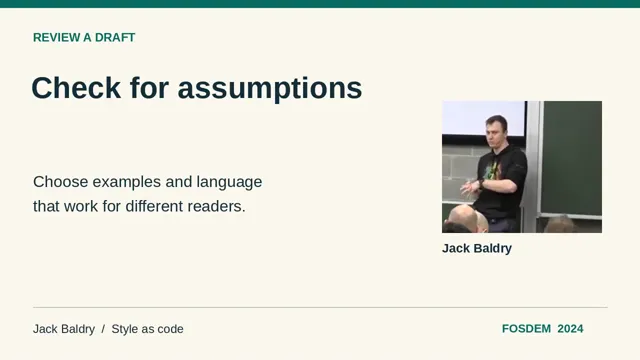 REVIEW A DRAFT
Check for assumptions
Choose examples and language
that work for different readers.
Jack Baldry
Jack Baldry / Style as code
FOSDEM 2024